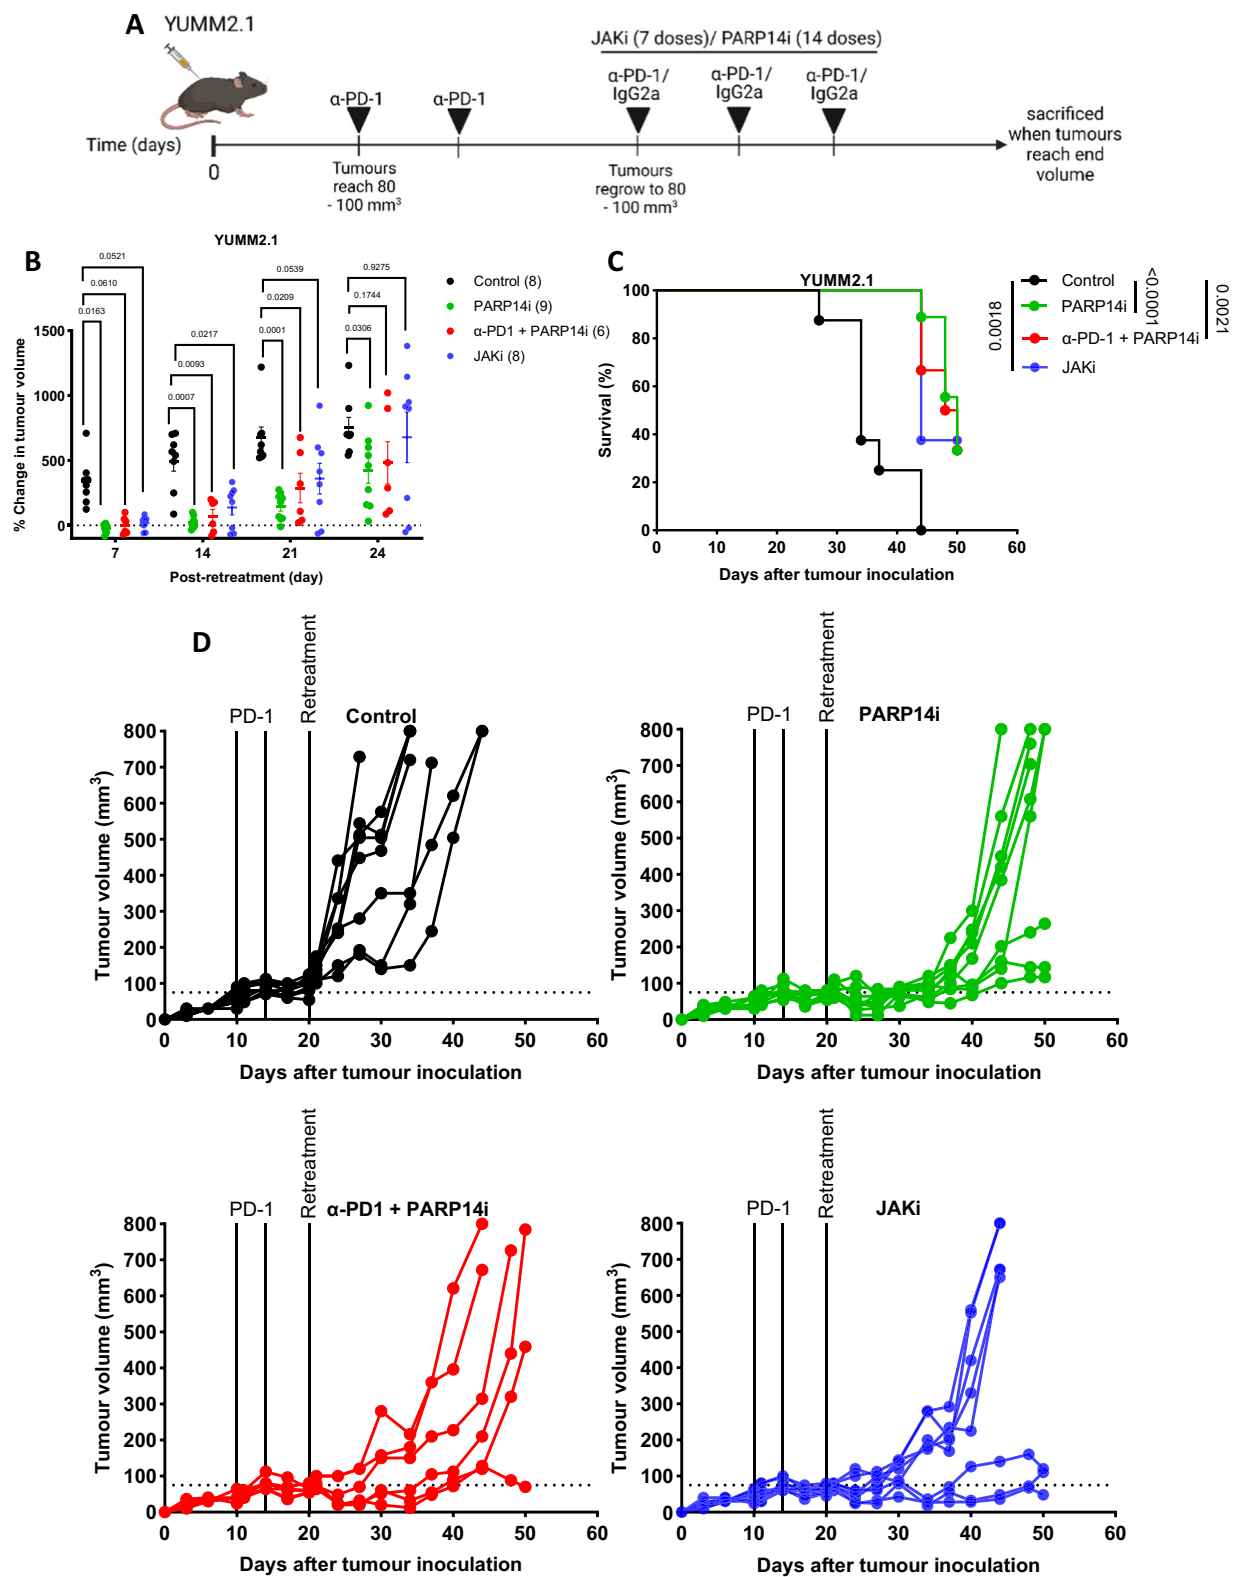 A
YUMM2.1
JAKi (7 doses)/ PARP14i (14 doses)
α-PD-1
α-PD-1
α-PD-1/
IgG2a
α-PD-1/
IgG2a
α-PD-1/
IgG2a
Time (days)
0
Tumours
reach 80
- 100 mm³
Tumours
regrow to 80
- 100 mm³
sacrificed
when tumours
reach end
volume
B
YUMM2.1
0.0521
0.0610
0.0163
0.0217
0.0093
0.0007
0.0539
0.0209
0.0001
0.9275
0.1744
0.0306
Control (8)
PARP14i (9)
α-PD1 + PARP14i (6)
JAKi (8)
% Change in tumour volume
1500
1000
500
0
7
14
21
24
Post-retreatment (day)
C
YUMM2.1
Survival (%)
100
80
60
40
20
0
0
10
20
30
40
50
60
Days after tumour inoculation
Control
PARP14i
α-PD-1 + PARP14i
JAKi
0.0018
<0.0001
0.0021
D
PD-1
Retreatment
Control
Tumour volume (mm³)
800
700
600
500
400
300
200
100
0
0
10
20
30
40
50
60
Days after tumour inoculation
PD-1
Retreatment
PARP14i
Tumour volume (mm³)
800
700
600
500
400
300
200
100
0
0
10
20
30
40
50
60
Days after tumour inoculation
PD-1
Retreatment
α-PD1 + PARP14i
Tumour volume (mm³)
800
700
600
500
400
300
200
100
0
0
10
20
30
40
50
60
Days after tumour inoculation
PD-1
Retreatment
JAKi
Tumour volume (mm³)
800
700
600
500
400
300
200
100
0
0
10
20
30
40
50
60
Days after tumour inoculation